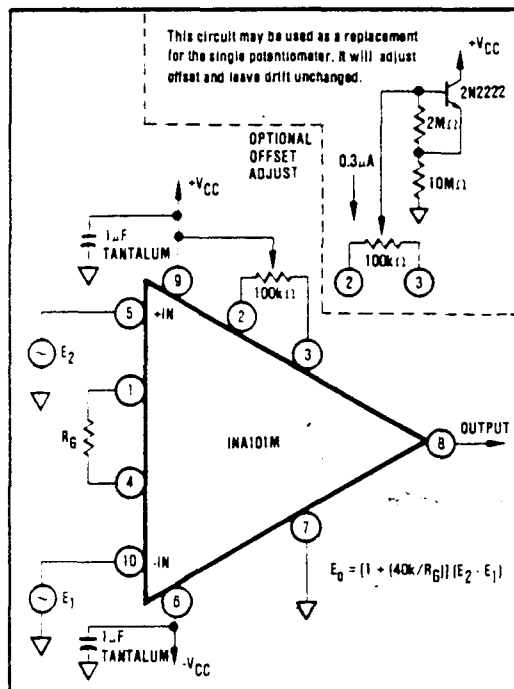 This circuit may be used as a replacement
for the single potentiometer. It will adjust
offset and leave drift unchanged.
+VCC
2N2222
2MΩ
10MΩ
OPTIONAL
OFFSET
ADJUST
0.3μA
100kΩ
2
3
+VCC
1μF
TANTALUM
9
100kΩ
2
3
5
+IN
E2
1
RG
4
INA101M
8
OUTPUT
7
10
-IN
E1
6
1μF
TANTALUM
-VCC
E0 = [1 + (40k/RG)] (E2 - E1)